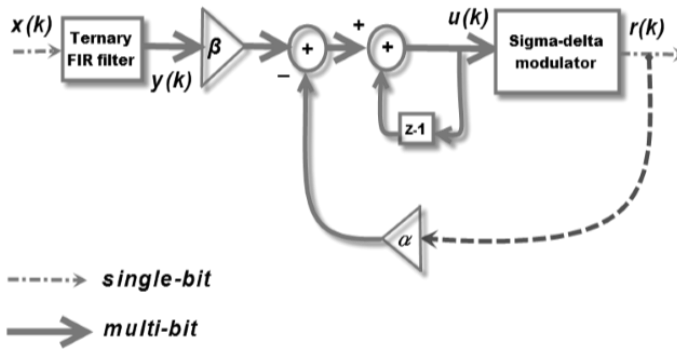 x(k)
Ternary
FIR filter
y(k)
β
+
−
+
+
z-1
u(k)
Sigma-delta
modulator
r(k)
α
single-bit
multi-bit